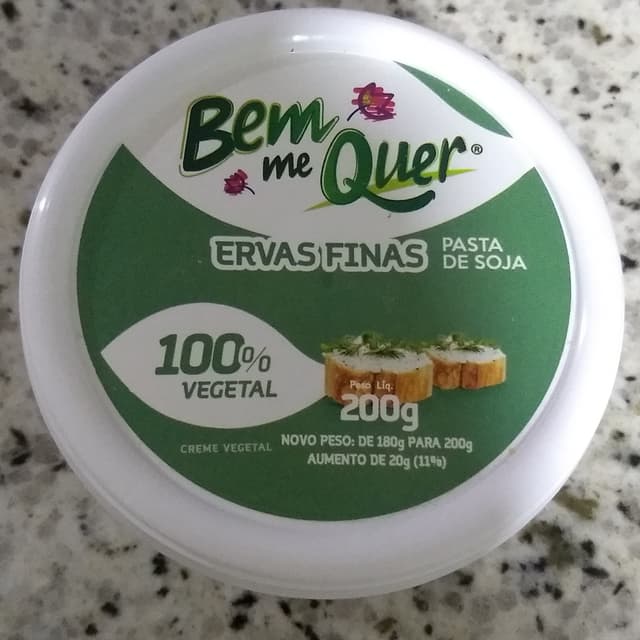 Bem
me Quer®
ERVAS FINAS
PASTA
DE SOJA
100%
VEGETAL
Peso Líq.
200g
CREME VEGETAL
NOVO PESO: DE 180g PARA 200g
AUMENTO DE 20g (11%)